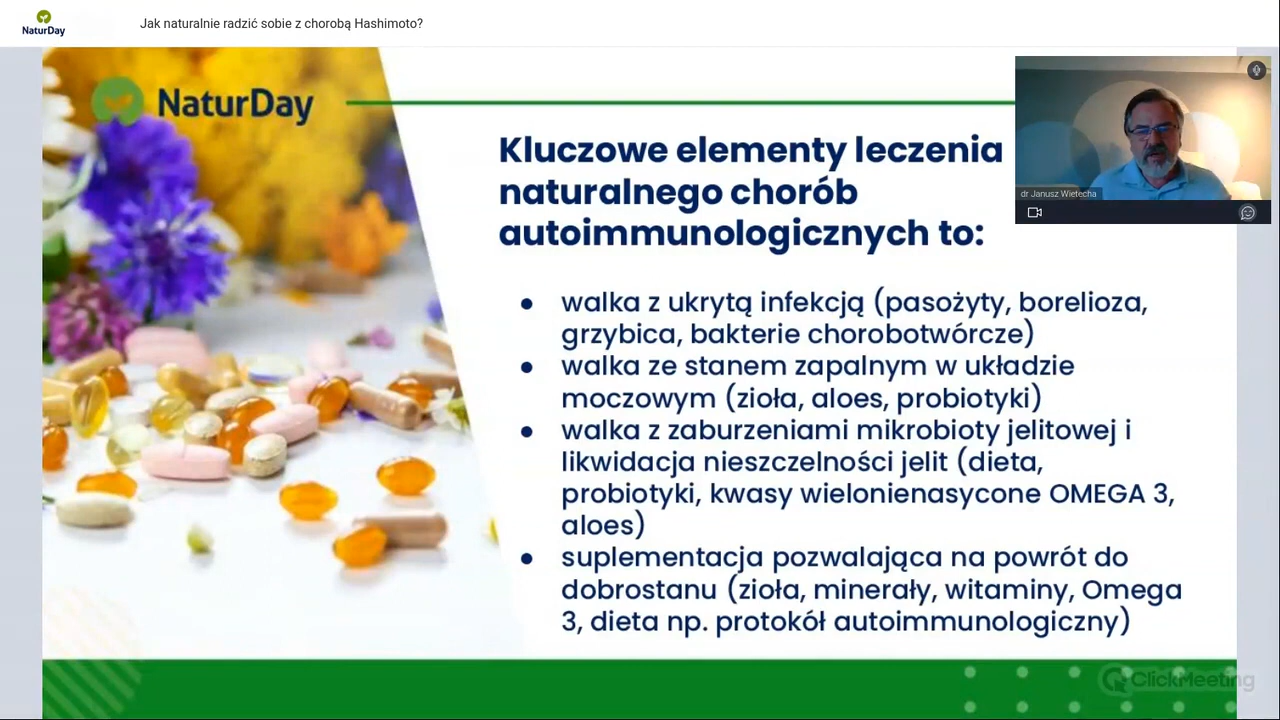 NaturDay
Jak naturalnie radzić sobie z chorobą Hashimoto?
NaturDay
Kluczowe elementy leczenia
naturalnego chorób
autoimmunologicznych to:
dr Janusz Wietecha
● walka z ukrytą infekcją (pasożyty, borelioza,
grzybica, bakterie chorobotwórcze)
● walka ze stanem zapalnym w układzie
moczowym (zioła, aloes, probiotyki)
● walka z zaburzeniami mikrobioty jelitowej i
likwidacja nieszczelności jelit (dieta,
probiotyki, kwasy wielonienasycone OMEGA 3,
aloes)
● suplementacja pozwalająca na powrót do
dobrostanu (zioła, minerały, witaminy, Omega
3, dieta np. protokół autoimmunologiczny)
ClickMeeting